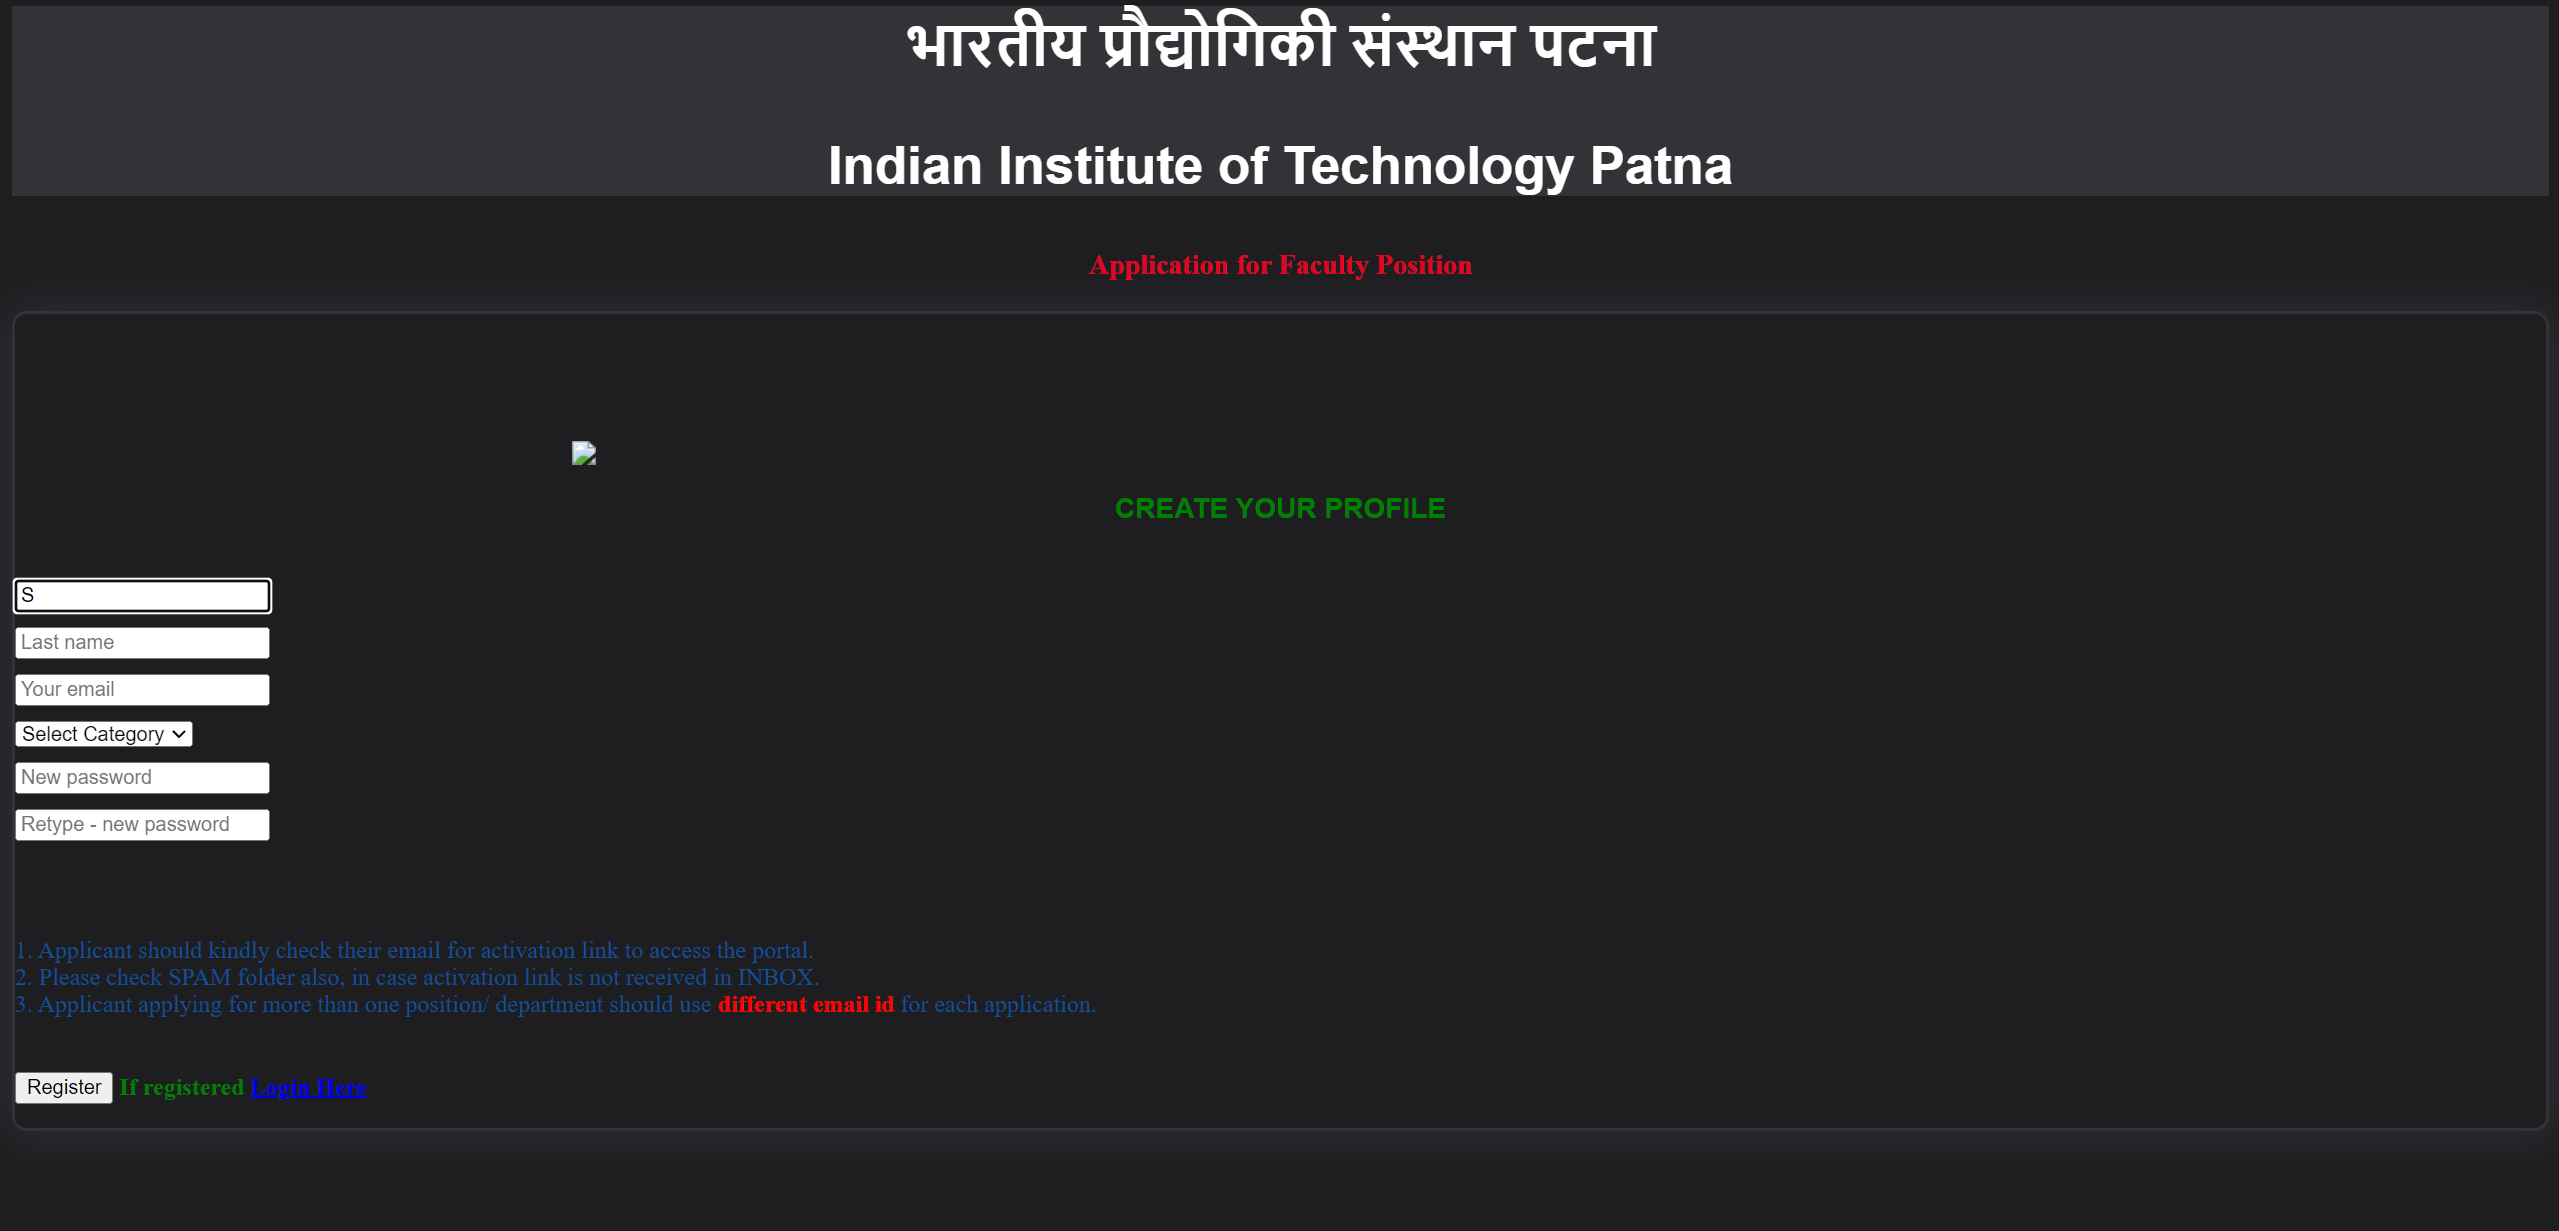 भारतीय प्रौद्योगिकी संस्थान पटना
Indian Institute of Technology Patna
Application for Faculty Position
CREATE YOUR PROFILE
S
Last name
Your email
Select Category
New password
Retype - new password
1. Applicant should kindly check their email for activation link to access the portal.
2. Please check SPAM folder also, in case activation link is not received in INBOX.
3. Applicant applying for more than one position/ department should use different email id for each application.
Register If registered Login Here